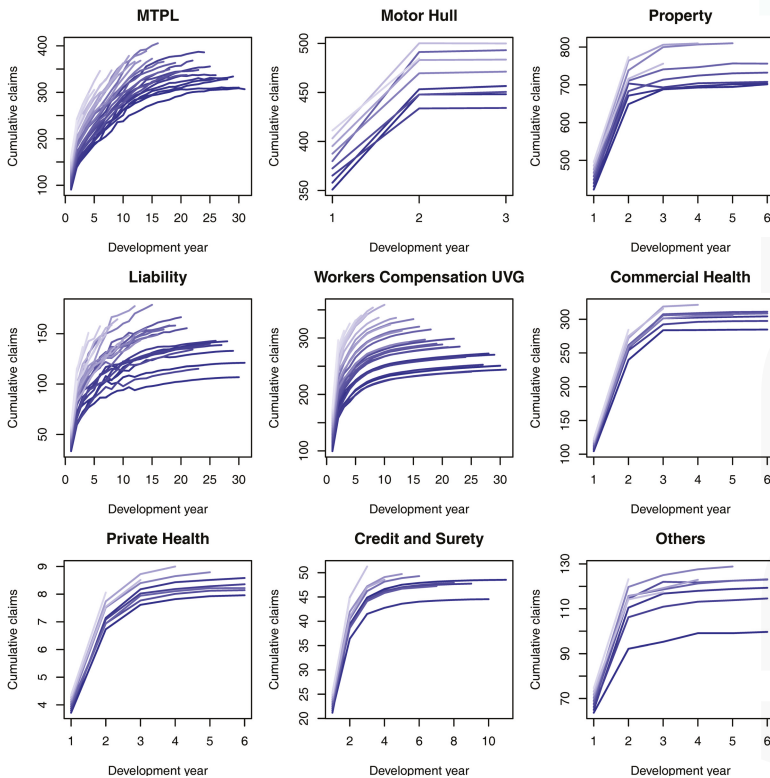 MTPL
Cumulative claims
400
300
200
100
0 5 10 15 20 25 30
Development year
Motor Hull
Cumulative claims
500
450
400
350
1 2 3
Development year
Property
Cumulative claims
800
700
600
500
1 2 3 4 5 6
Development year
Liability
Cumulative claims
150
100
50
0 5 10 15 20 25 30
Development year
Workers Compensation UVG
Cumulative claims
300
200
100
0 5 10 15 20 25 30
Development year
Commercial Health
Cumulative claims
300
250
200
150
100
1 2 3 4 5 6
Development year
Private Health
Cumulative claims
9
8
7
6
5
4
1 2 3 4 5 6
Development year
Credit and Surety
Cumulative claims
50
45
40
35
30
25
20
2 4 6 8 10
Development year
Others
Cumulative claims
130
110
90
70
1 2 3 4 5 6
Development year